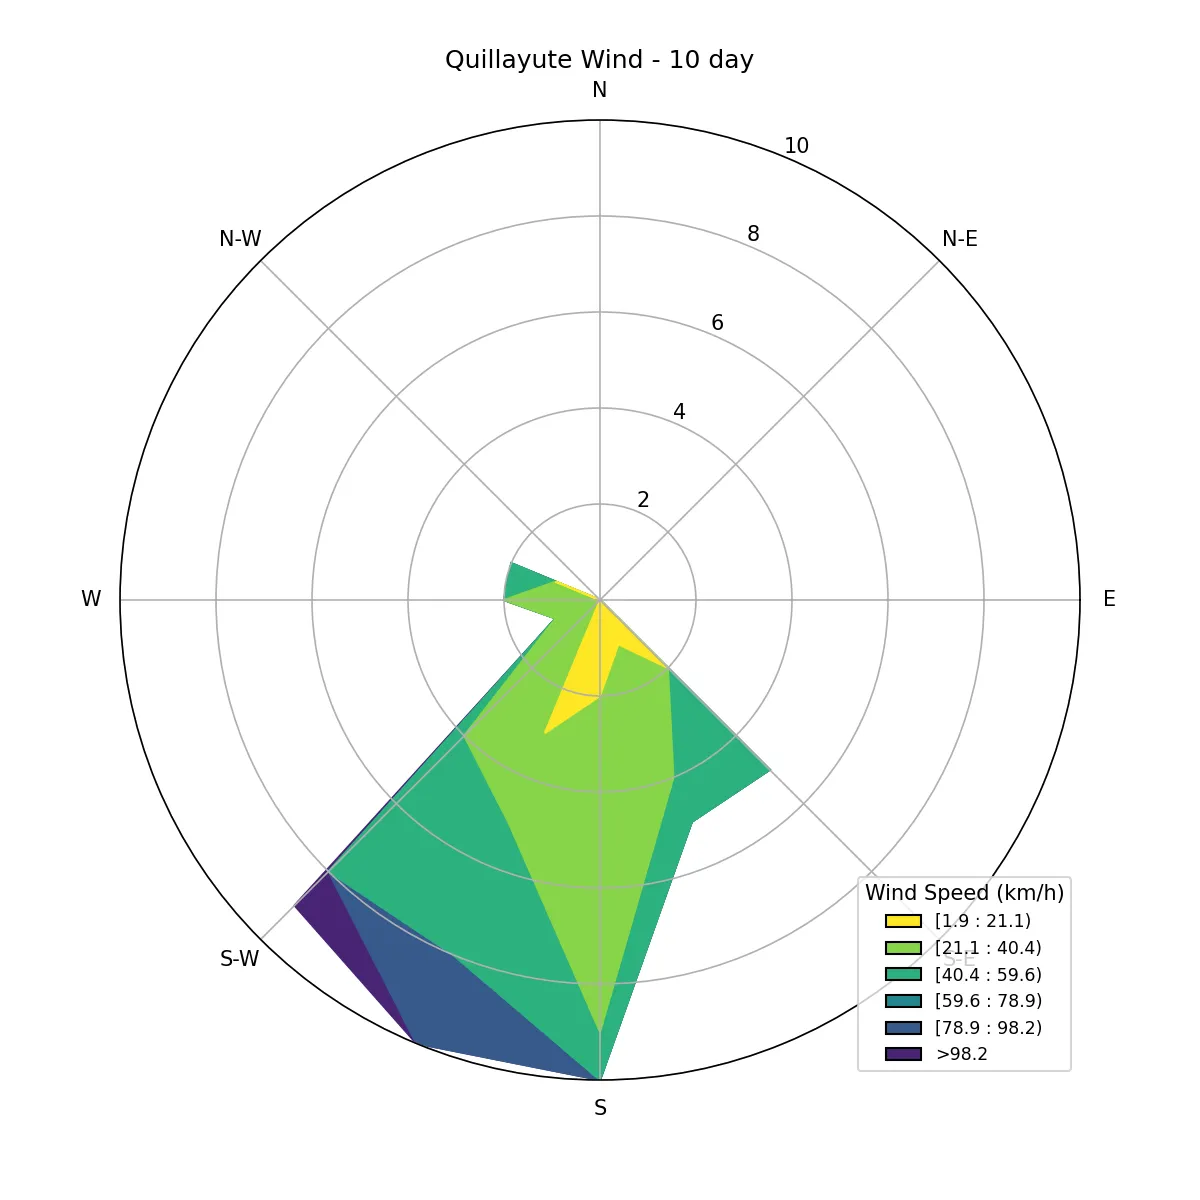 Quillayute Wind - 10 day
N
10
N-W
8
N-E
6
4
2
W
E
Wind Speed (km/h)
[1.9 : 21.1)
[21.1 : 40.4)
S-W
S-E
[40.4 : 59.6)
[59.6 : 78.9)
[78.9 : 98.2)
>98.2
S